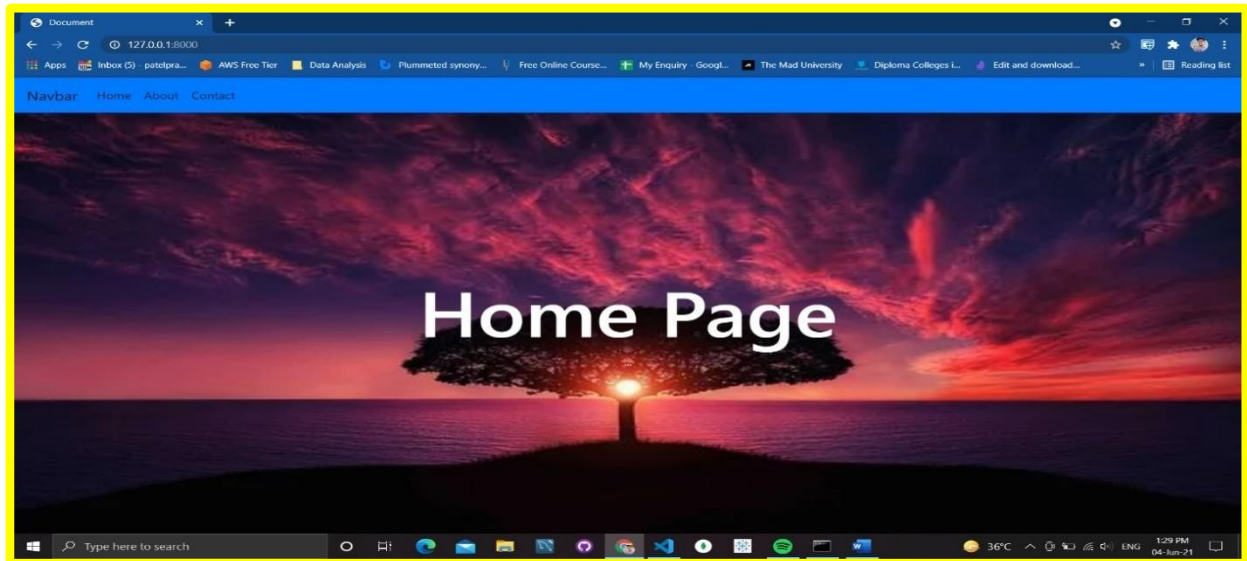 Document
127.0.0.1:8000
Apps Inbox (5) - patelpra... AWS Free Tier Data Analysis Plummeted synony... Free Online Course... My Enquiry - Googl... The Mad University Diploma Colleges i... Edit and download... » Reading list
Navbar Home About Contact
Home Page
Type here to search 36°C ENG 1:29 PM
04-Jun-21